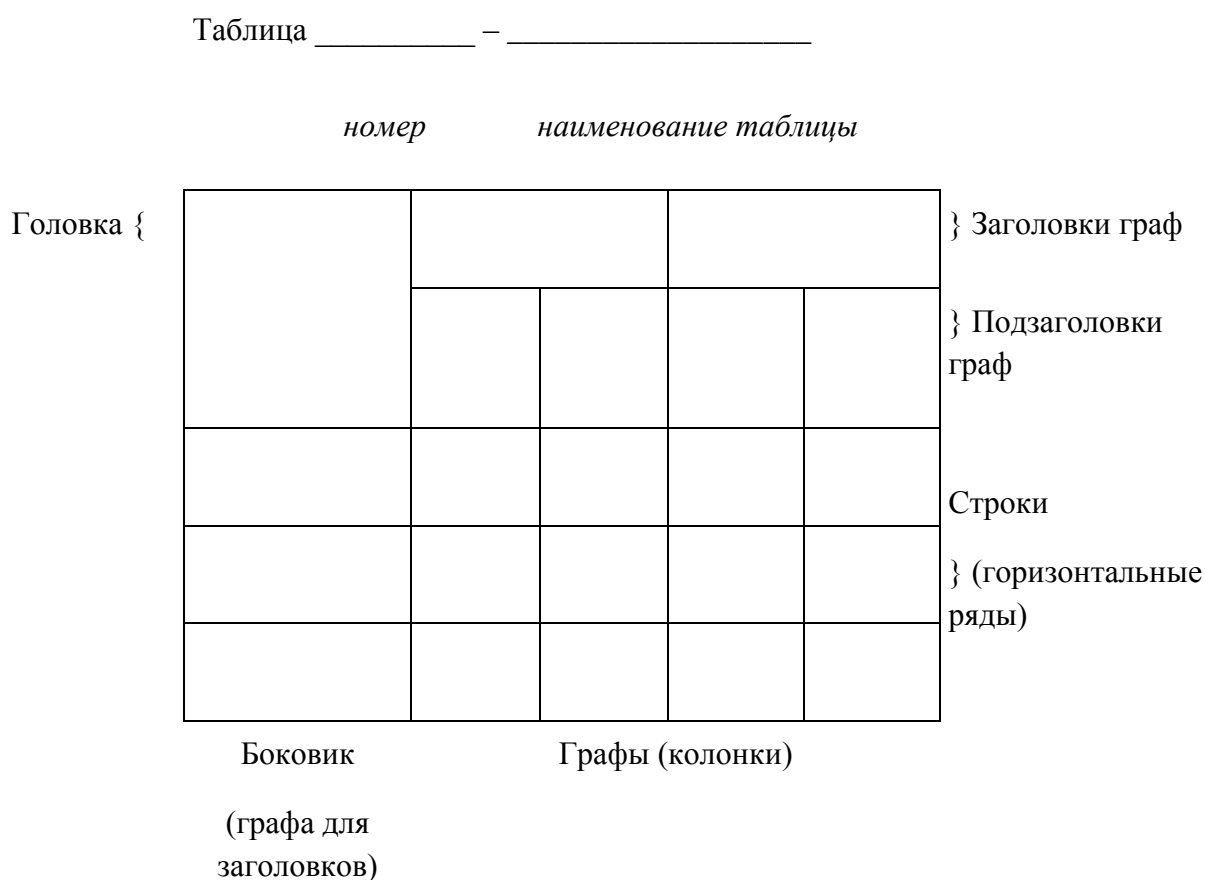 Таблица __________ – ___________________
номер наименование таблицы
Головка { } Заголовки граф
} Подзаголовки
граф
Строки
} (горизонтальные
ряды)
Боковик Графы (колонки)
(графа для
заголовков)